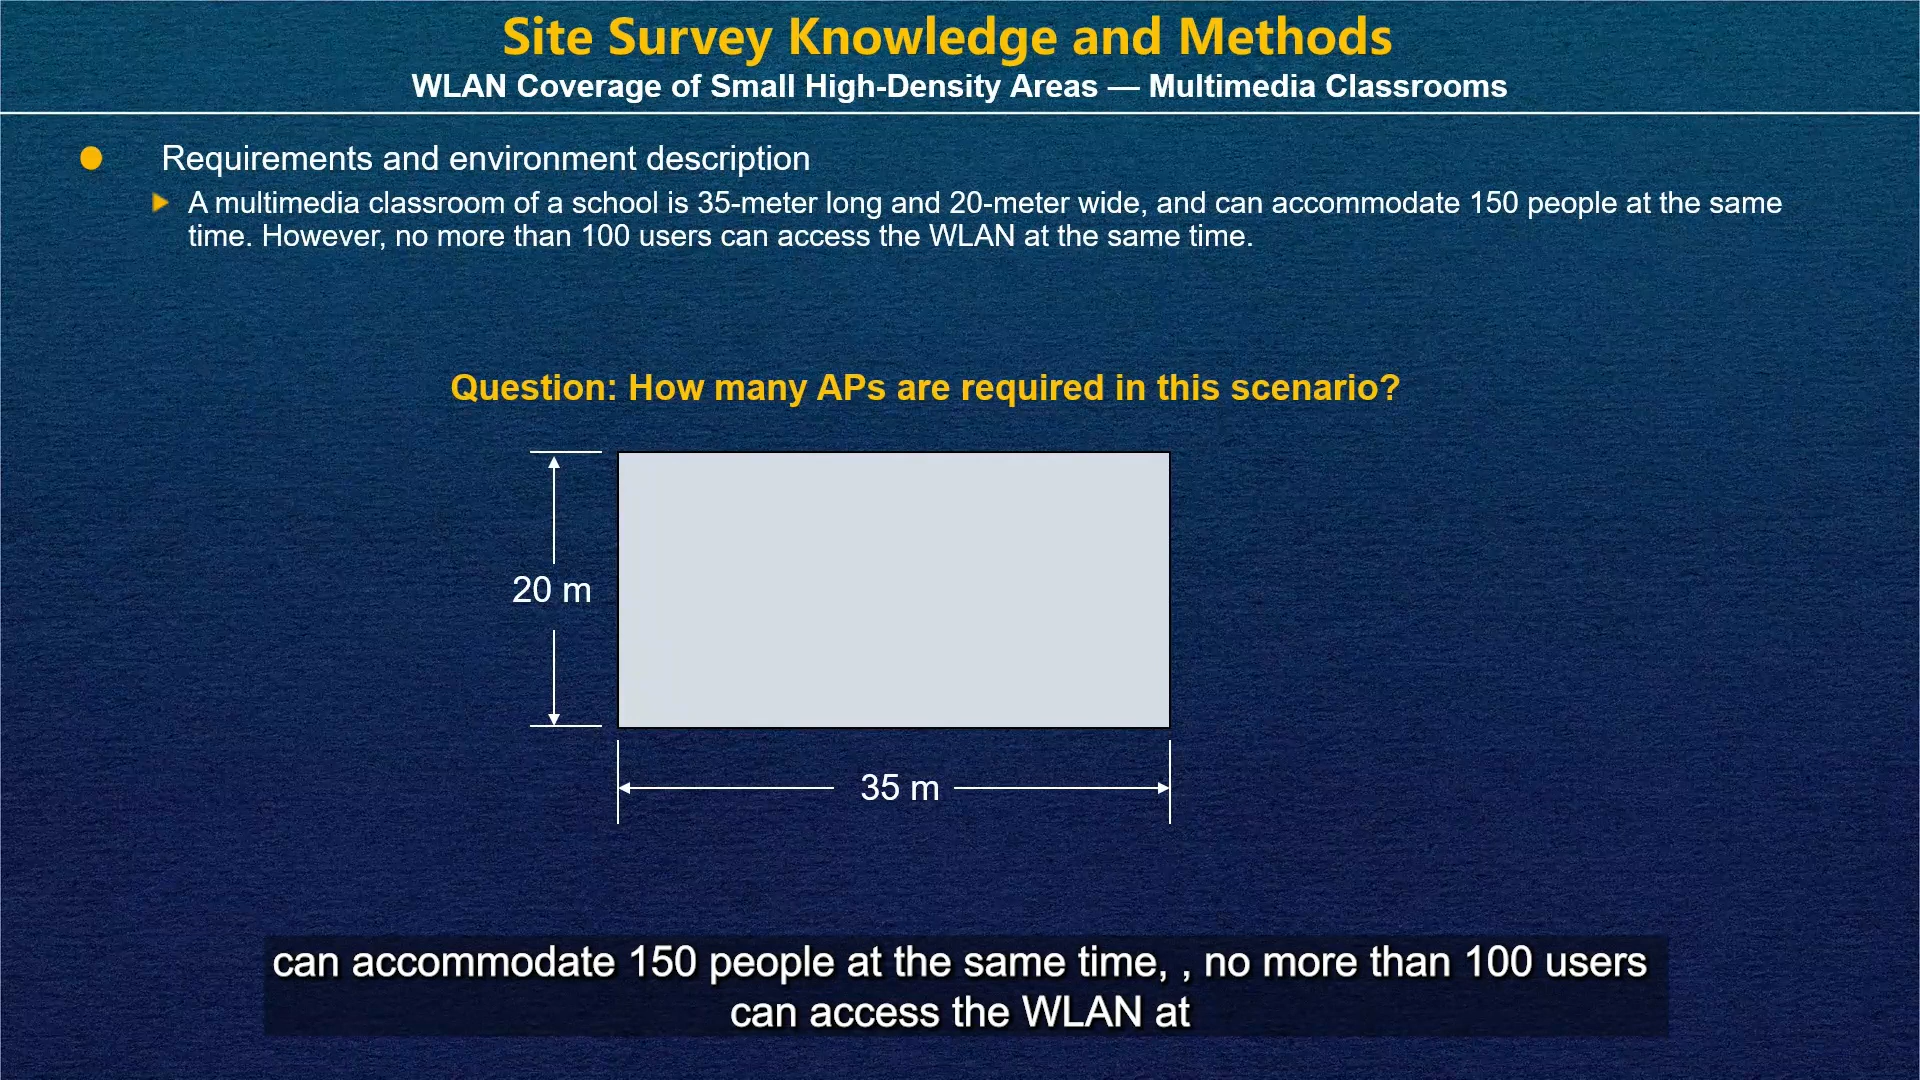 Site Survey Knowledge and Methods
WLAN Coverage of Small High-Density Areas — Multimedia Classrooms
Requirements and environment description
A multimedia classroom of a school is 35-meter long and 20-meter wide, and can accommodate 150 people at the same
time. However, no more than 100 users can access the WLAN at the same time.
Question: How many APs are required in this scenario?
20 m
35 m
can accommodate 150 people at the same time, , no more than 100 users
can access the WLAN at